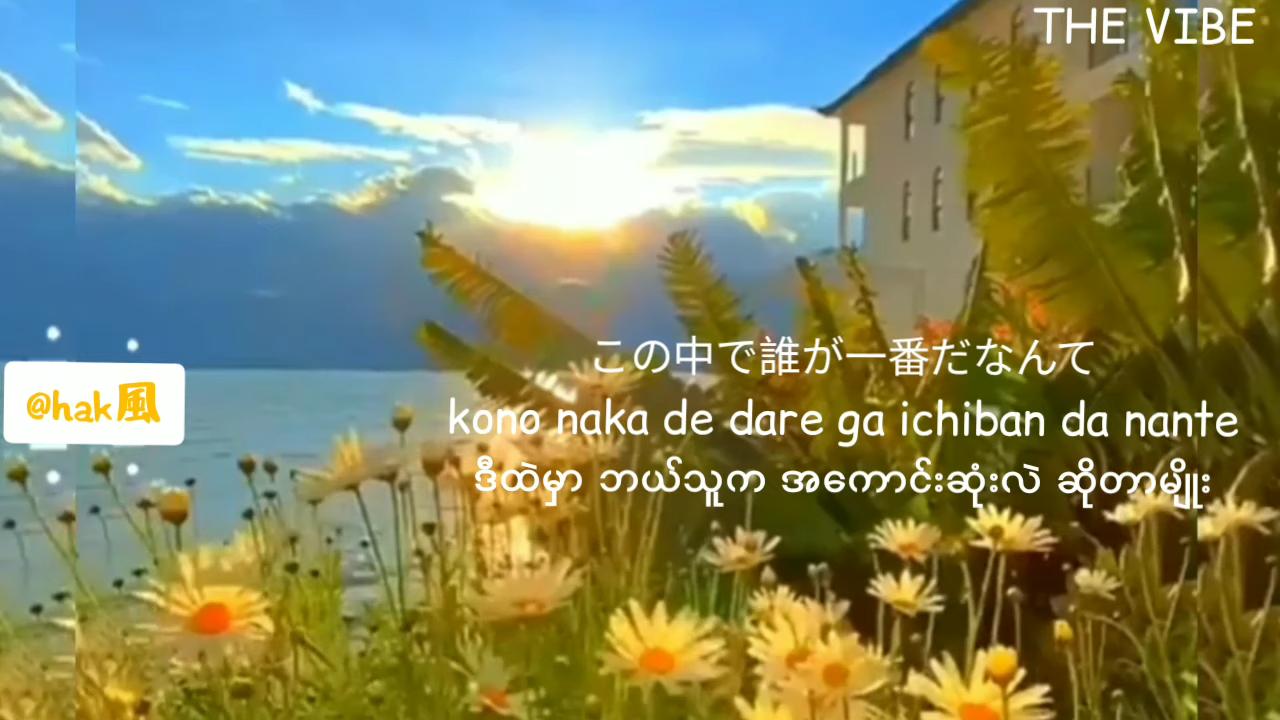 THE VIBE
この中で誰が一番だなんて
@hak風
kono naka de dare ga ichiban da nante
ဒီထဲမှာ ဘယ်သူက အကောင်းဆုံးလဲ ဆိုတာမျိုး